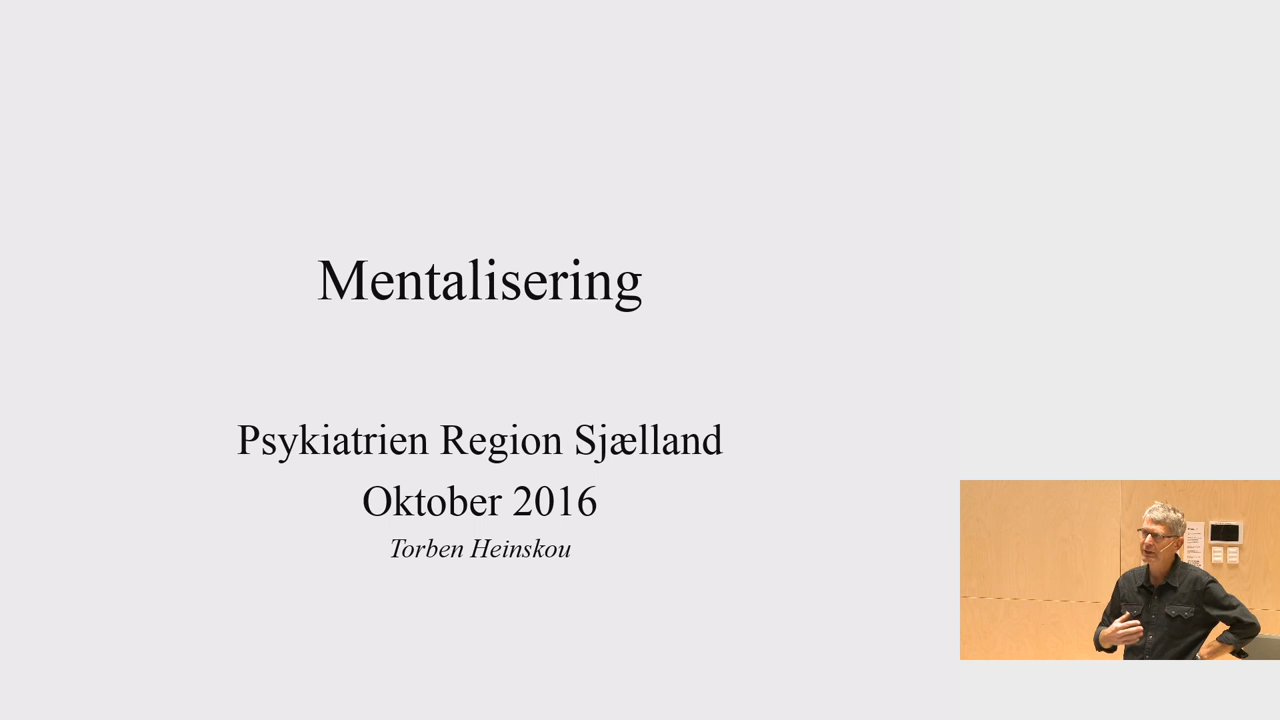 Mentalisering
Psykiatrien Region Sjælland
Oktober 2016
Torben Heinskou